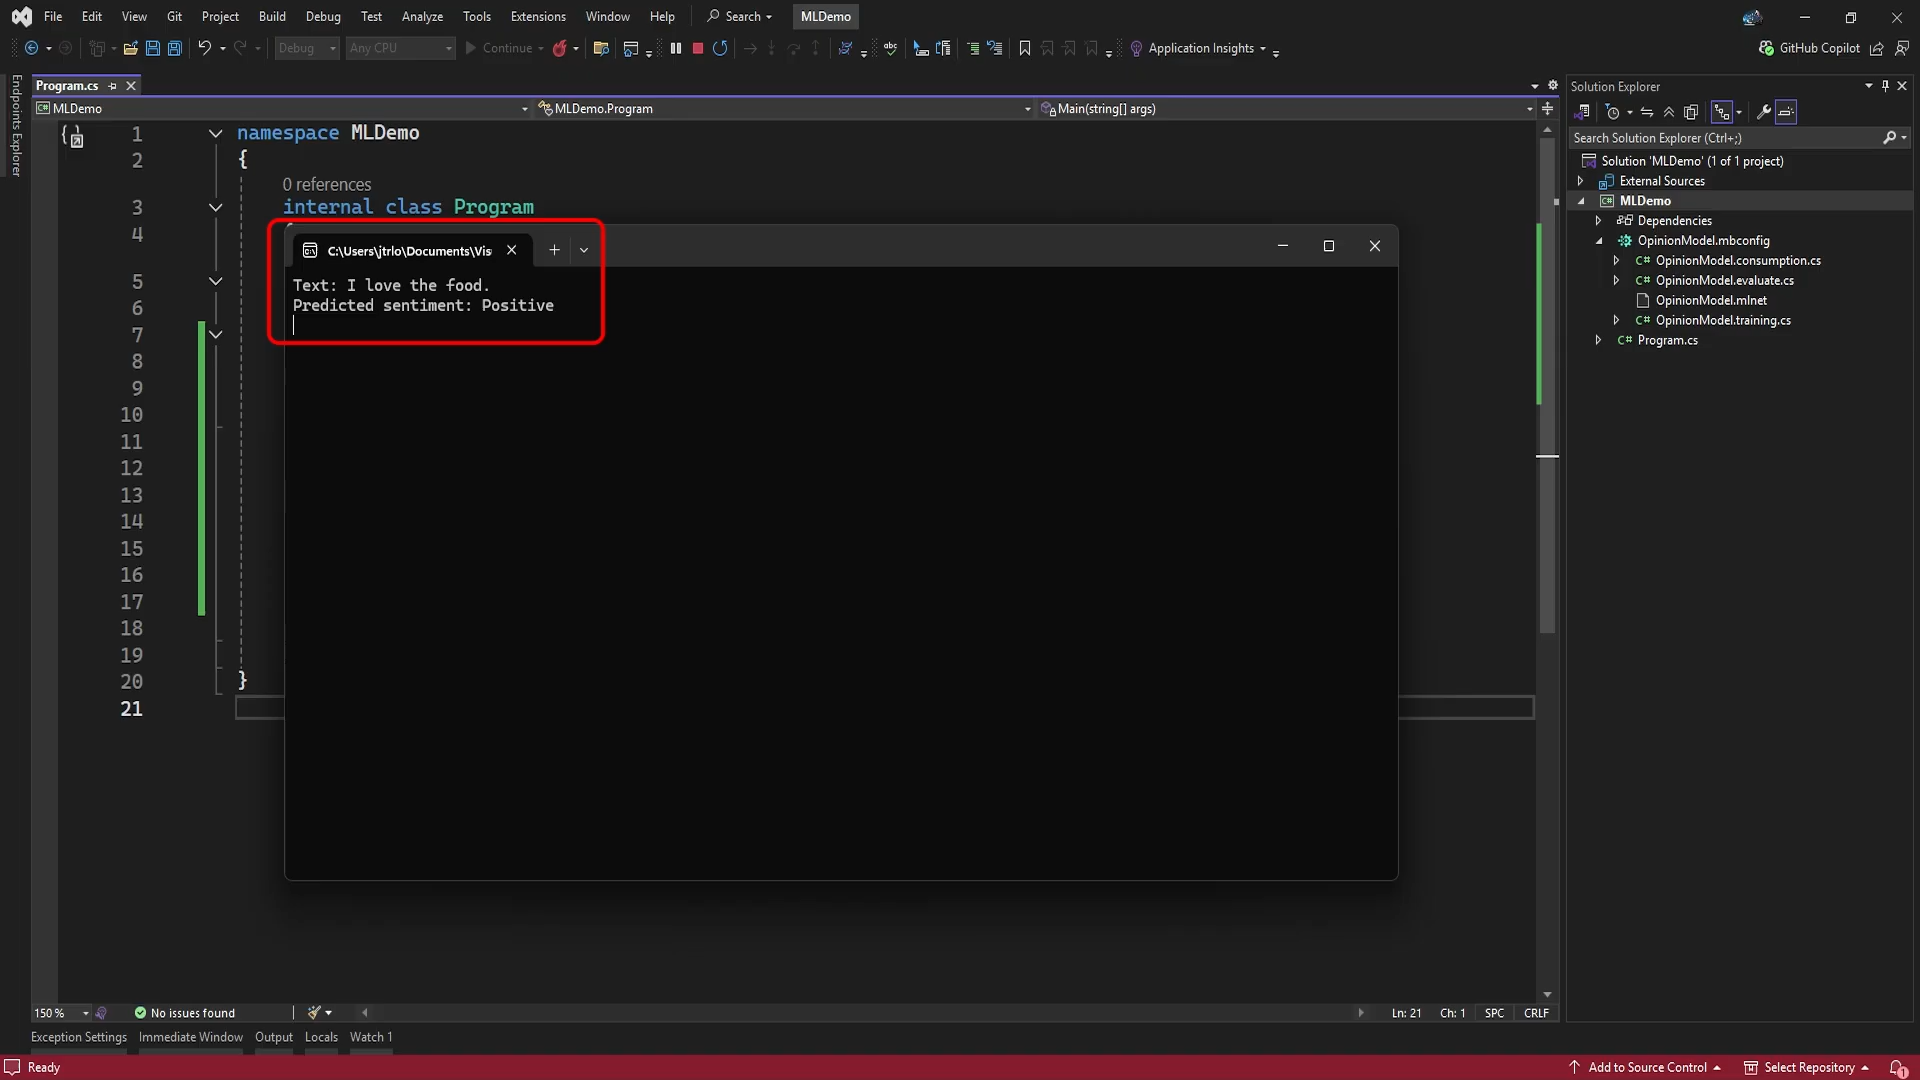 File Edit View Git Project Build Debug Test Analyze Tools Extensions Window Help Search MLDemo
Debug Any CPU Continue abc Application Insights GitHub Copilot
Endpoints Explorer
Program.cs
MLDemo MLDemo.Program Main(string[] args)
1 namespace MLDemo
2 {
0 references
3 internal class Program
4
5
6
7
8
9
10
11
12
13
14
15
16
17
18
19
20 }
21
C:\Users\jtrlo\Documents\Vis
Text: I love the food.
Predicted sentiment: Positive
Solution Explorer
Search Solution Explorer (Ctrl+;)
Solution 'MLDemo' (1 of 1 project)
External Sources
C# MLDemo
Dependencies
OpinionModel.mbconfig
C# OpinionModel.consumption.cs
C# OpinionModel.evaluate.cs
OpinionModel.mlnet
C# OpinionModel.training.cs
C# Program.cs
150 % No issues found Ln: 21 Ch: 1 SPC CRLF
Exception Settings Immediate Window Output Locals Watch 1
Ready Add to Source Control Select Repository 1